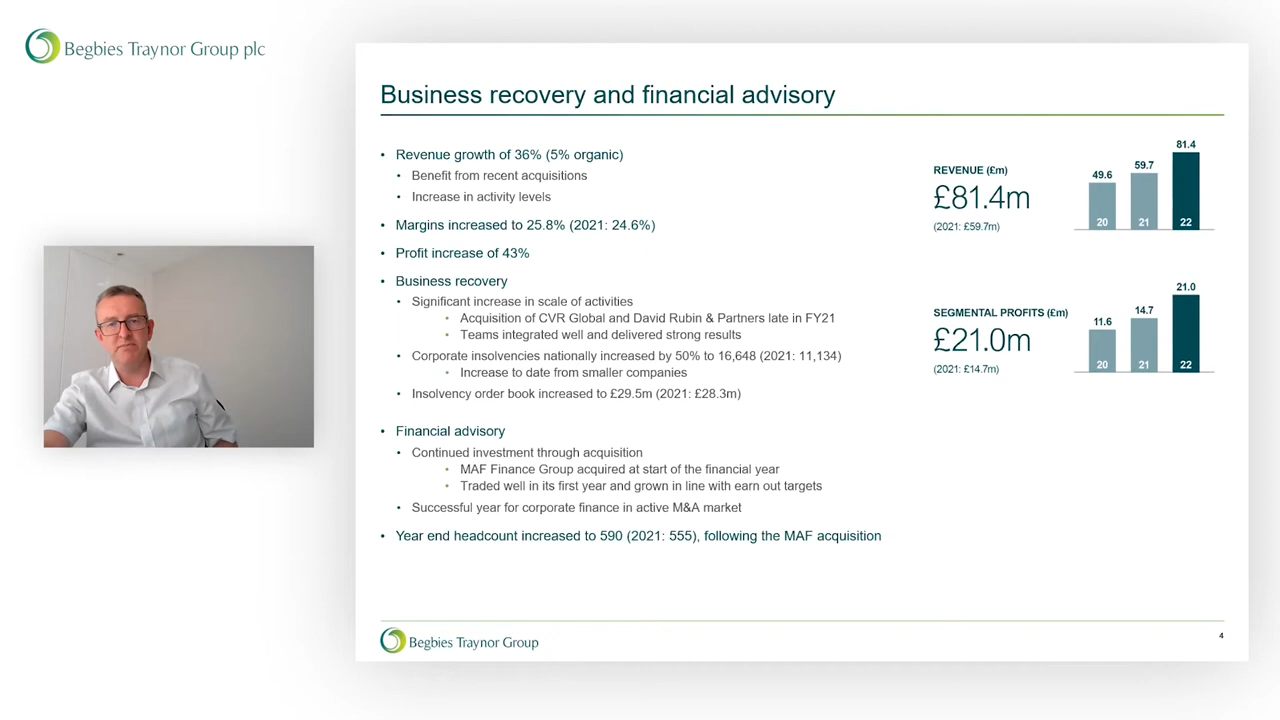 Begbies Traynor Group plc
Business recovery and financial advisory
• Revenue growth of 36% (5% organic)
• Benefit from recent acquisitions
• Increase in activity levels
• Margins increased to 25.8% (2021: 24.6%)
• Profit increase of 43%
• Business recovery
• Significant increase in scale of activities
• Acquisition of CVR Global and David Rubin & Partners late in FY21
• Teams integrated well and delivered strong results
• Corporate insolvencies nationally increased by 50% to 16,648 (2021: 11,134)
• Increase to date from smaller companies
• Insolvency order book increased to £29.5m (2021: £28.3m)
• Financial advisory
• Continued investment through acquisition
• MAF Finance Group acquired at start of the financial year
• Traded well in its first year and grown in line with earn out targets
• Successful year for corporate finance in active M&A market
• Year end headcount increased to 590 (2021: 555), following the MAF acquisition
REVENUE (£m)
£81.4m
(2021: £59.7m)
49.6 59.7 81.4
20 21 22
SEGMENTAL PROFITS (£m)
£21.0m
(2021: £14.7m)
11.6 14.7 21.0
20 21 22
Begbies Traynor Group
4